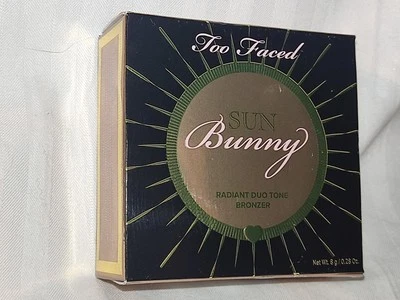 Too Faced
SUN
Bunny
RADIANT DUO TONE
BRONZER
Net Wt. 8 g / 0.28 Oz.